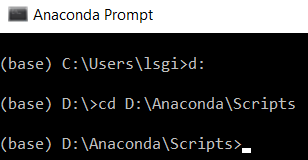 Anaconda Prompt
(base) C:\Users\lsgi>d:
(base) D:\>cd D:\Anaconda\Scripts
(base) D:\Anaconda\Scripts>